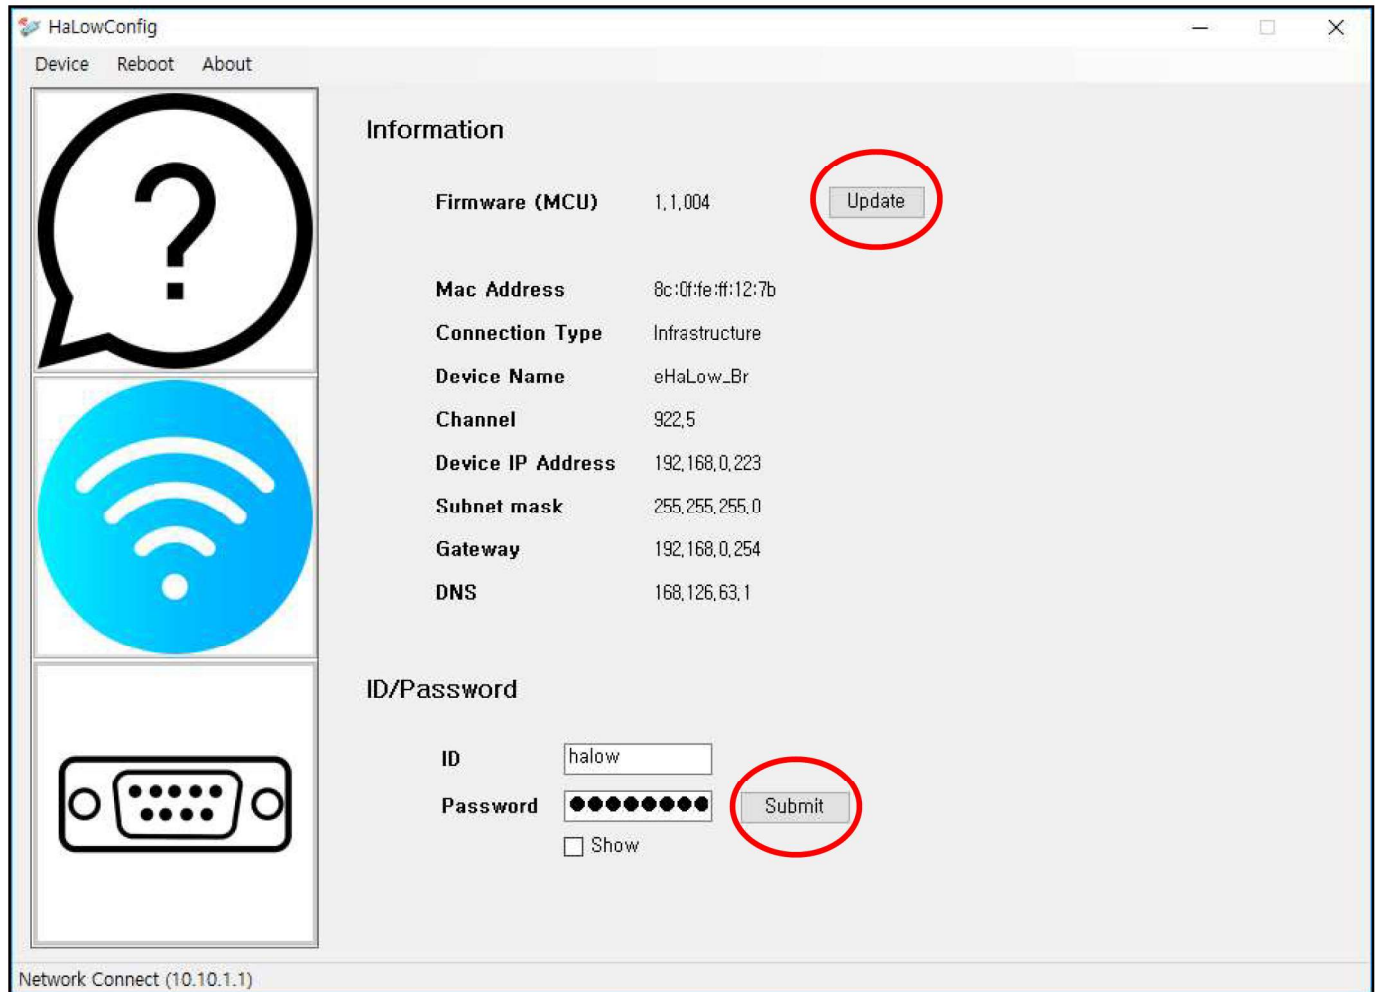 HaLowConfig
Device Reboot About
?
Information
Firmware (MCU) 1,1,004 Update
Mac Address 8c:0f:fe:ff:12:7b
Connection Type Infrastructure
Device Name eHaLow_Br
Channel 922,5
Device IP Address 192,168,0,223
Subnet mask 255,255,255,0
Gateway 192,168,0,254
DNS 168,126,63,1
ID/Password
ID halow
Password ●●●●●●●● Submit
Show
Network Connect (10.10.1.1)